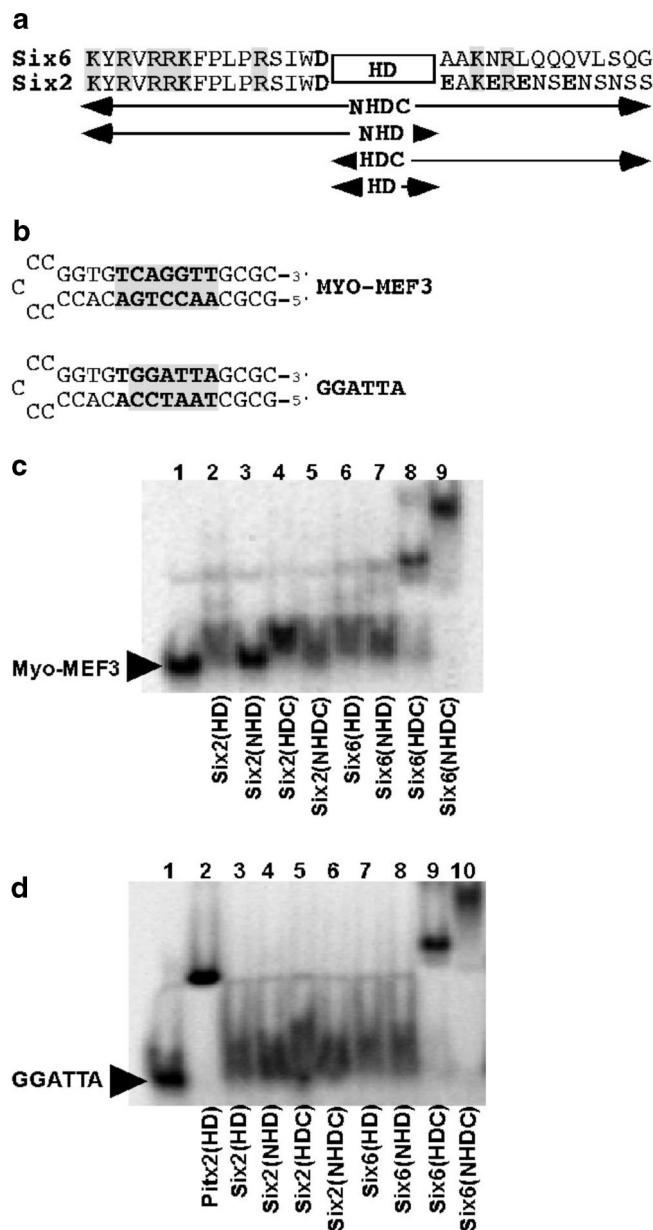 a
Six6 KYRVRRKFPLPRSIWD HD AAKNRLQQQVLSQG
Six2 KYRVRRKFPLPRSIWD EAKERENSENSNSS
NHDC
NHD
HDC
HD
b
CC GGTGTCAGGTTGCGC-3'
C MYO-MEF3
CC CCACAGTCCAACGCG-5'
CC GGTGTGGATTAGCGC-3'
C GGATTA
CC CCACACCTAATCGCG-5'
c
1 2 3 4 5 6 7 8 9
Myo-MEF3
Six2(HD)
Six2(NHD)
Six2(HDC)
Six2(NHDC)
Six6(HD)
Six6(NHD)
Six6(HDC)
Six6(NHDC)
d
1 2 3 4 5 6 7 8 9 10
GGATTA
Pitx2(HD)
Six2(HD)
Six2(NHD)
Six2(HDC)
Six2(NHDC)
Six6(HD)
Six6(NHD)
Six6(HDC)
Six6(NHDC)